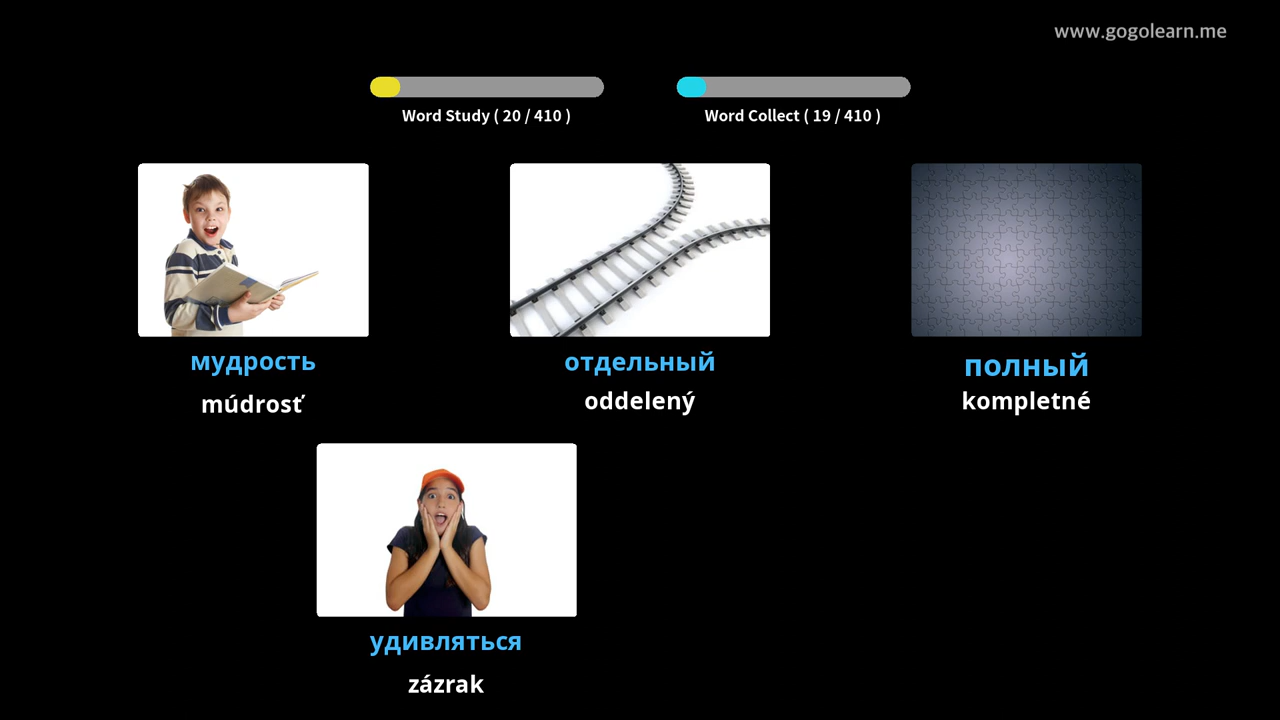 www.gogolearn.me
Word Study ( 20 / 410 )
Word Collect ( 19 / 410 )
мудрость
múdrosť
отдельный
oddelený
полный
kompletné
удивляться
zázrak